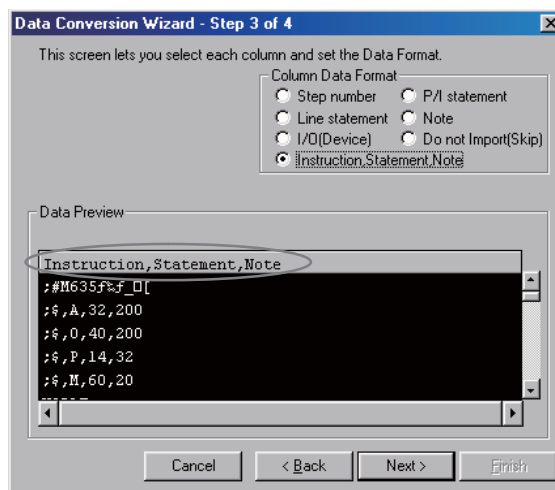 Data Conversion Wizard - Step 3 of 4
This screen lets you select each column and set the Data Format.
Column Data Format
Step number P/I statement
Line statement Note
I/O(Device) Do not Import(Skip)
Instruction,Statement,Note
Data Preview
Instruction,Statement,Note
;#M635ƒ%ƒ_□[
;$,A,32,200
;$,O,40,200
;$,P,14,32
;$,M,60,20
Cancel < Back Next > Finish